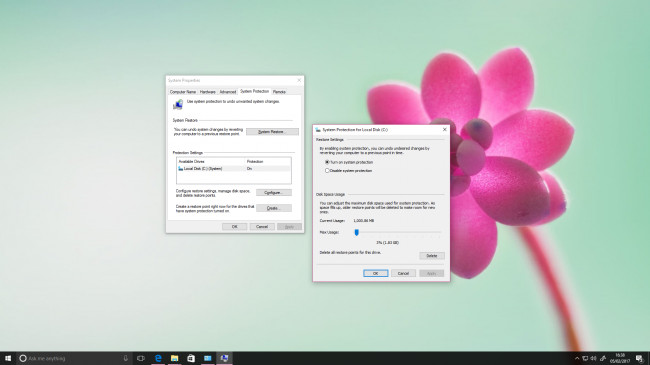 System Properties
Computer Name Hardware Advanced System Protection Remote
Use system protection to undo unwanted system changes.
System Restore
You can undo system changes by reverting
your computer to a previous restore point.
System Restore...
Protection Settings
Available Drives Protection
Local Disk (C:) (System) On
Configure restore settings, manage disk space,
and delete restore points.
Configure...
Create a restore point right now for the drives that
have system protection turned on.
Create...
OK Cancel Apply
System Protection for Local Disk (C:)
Restore Settings
By enabling system protection, you can undo undesired changes by
reverting your computer to a previous point in time.
Turn on system protection
Disable system protection
Disk Space Usage
You can adjust the maximum disk space used for system protection. As
space fills up, older restore points will be deleted to make room for new
ones.
Current Usage:
Max Usage:
Delete all restore points for this drive.
Delete
OK Cancel Apply
Ask me anything
16:38
05/02/2017